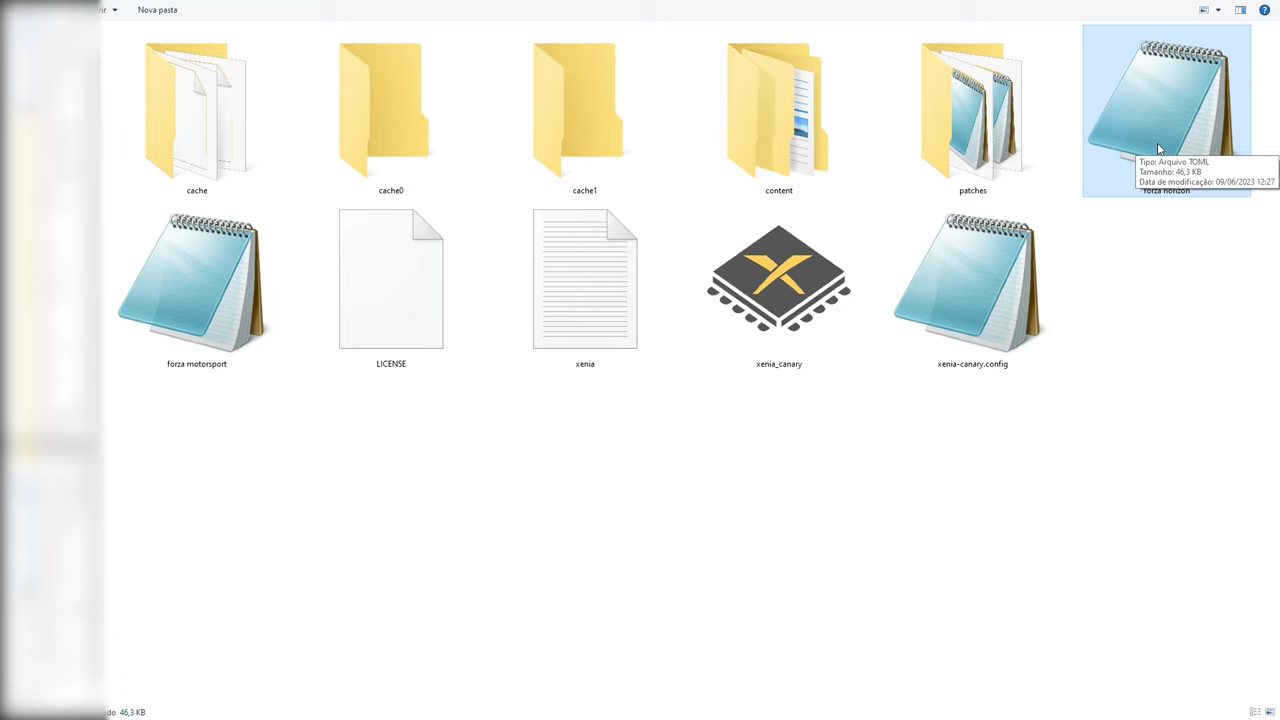 Nova pasta
cache
cache0
cache1
content
patches
forza horizon
Tipo: Arquivo TOML
Tamanho: 46,3 KB
Data de modificação: 09/06/2023 12:27
forza motorsport
LICENSE
xenia
xenia_canary
xenia-canary.config
46,3 KB